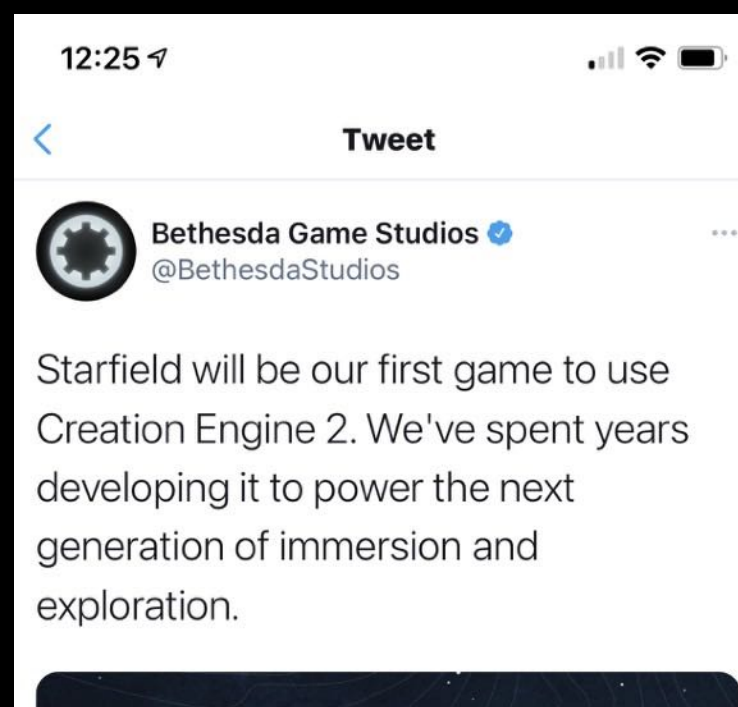 12:25
Tweet
Bethesda Game Studios
@BethesdaStudios
Starfield will be our first game to use
Creation Engine 2. We've spent years
developing it to power the next
generation of immersion and
exploration.